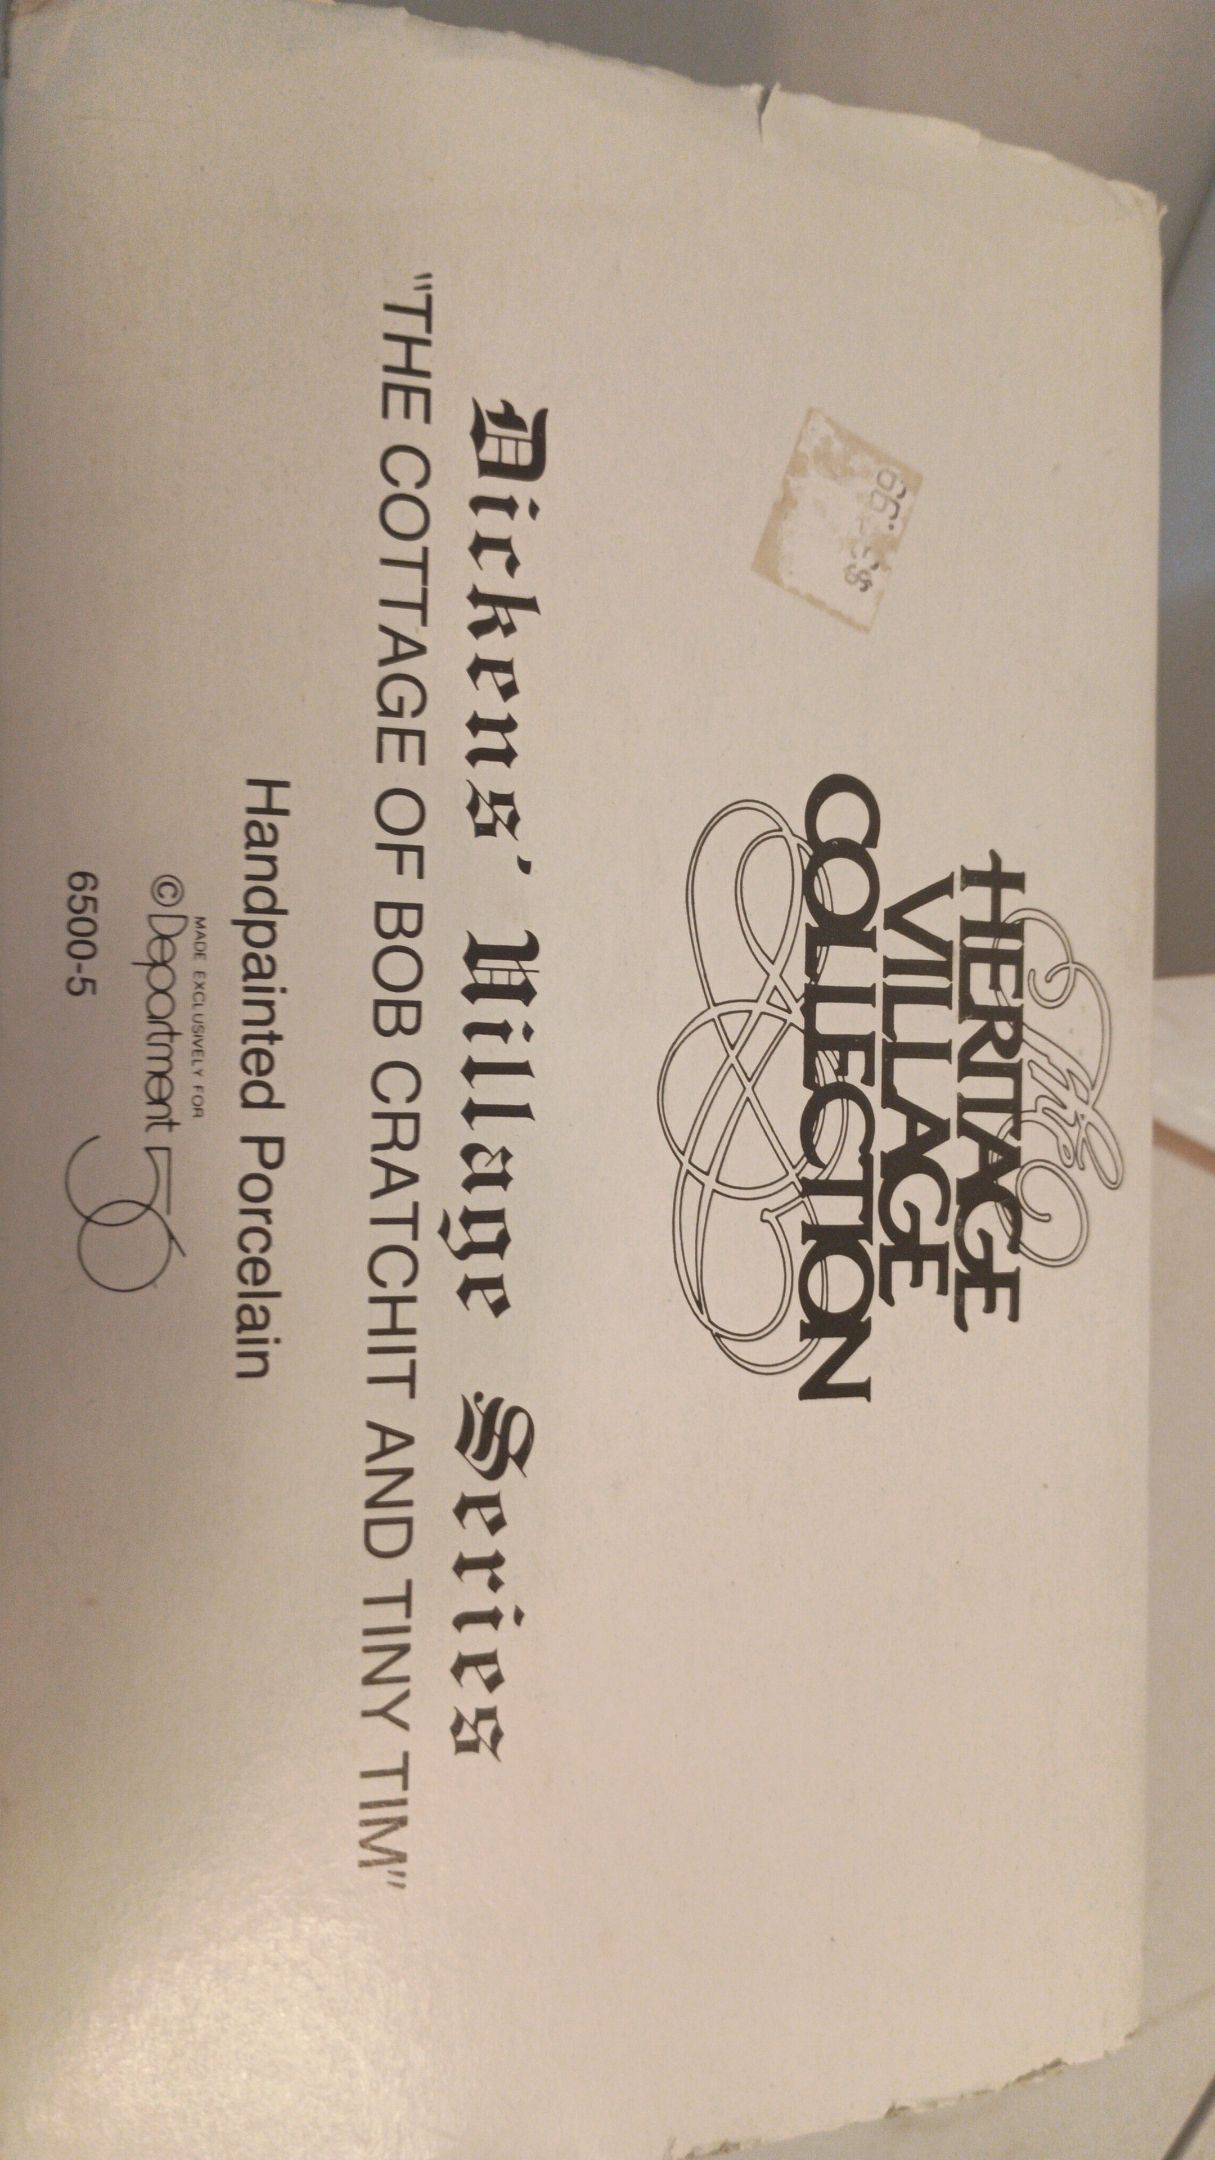 The
HERITAGE
VILLAGE
COLLECTION
Dickens' Village Series
"THE COTTAGE OF BOB CRATCHIT AND TINY TIM"
Handpainted Porcelain
MADE EXCLUSIVELY FOR
©Department 56
6500-5